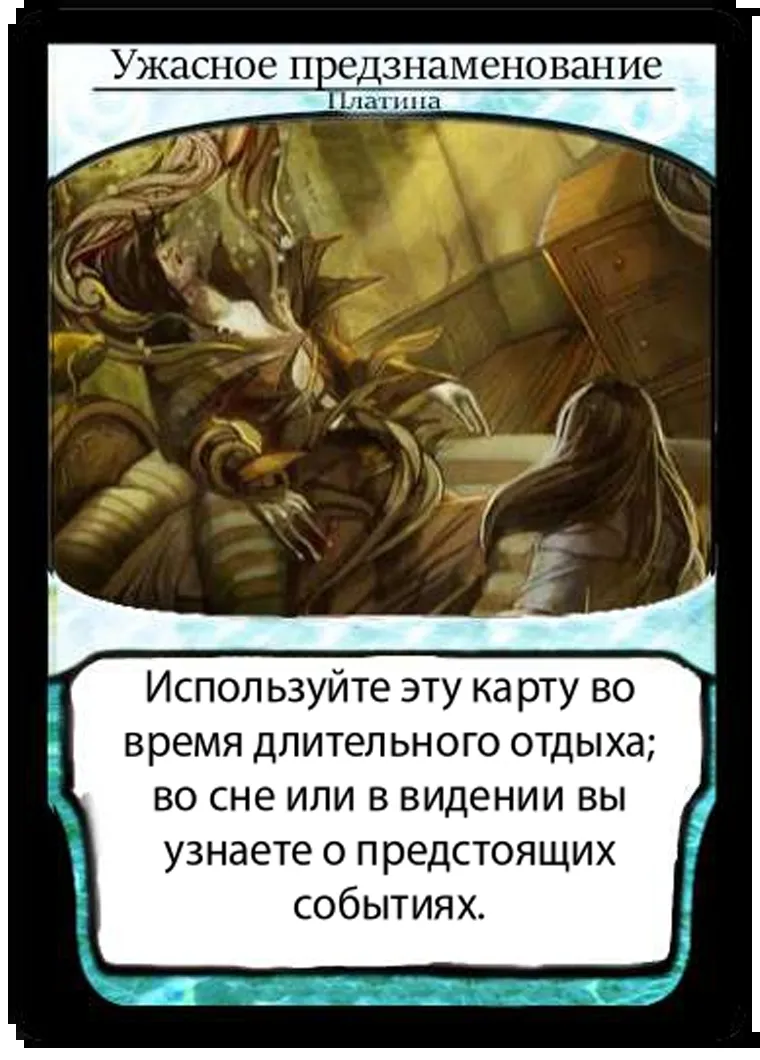 Ужасное предзнаменование
Платина
Используйте эту карту во
время длительного отдыха;
во сне или в видении вы
узнаете о предстоящих
событиях.